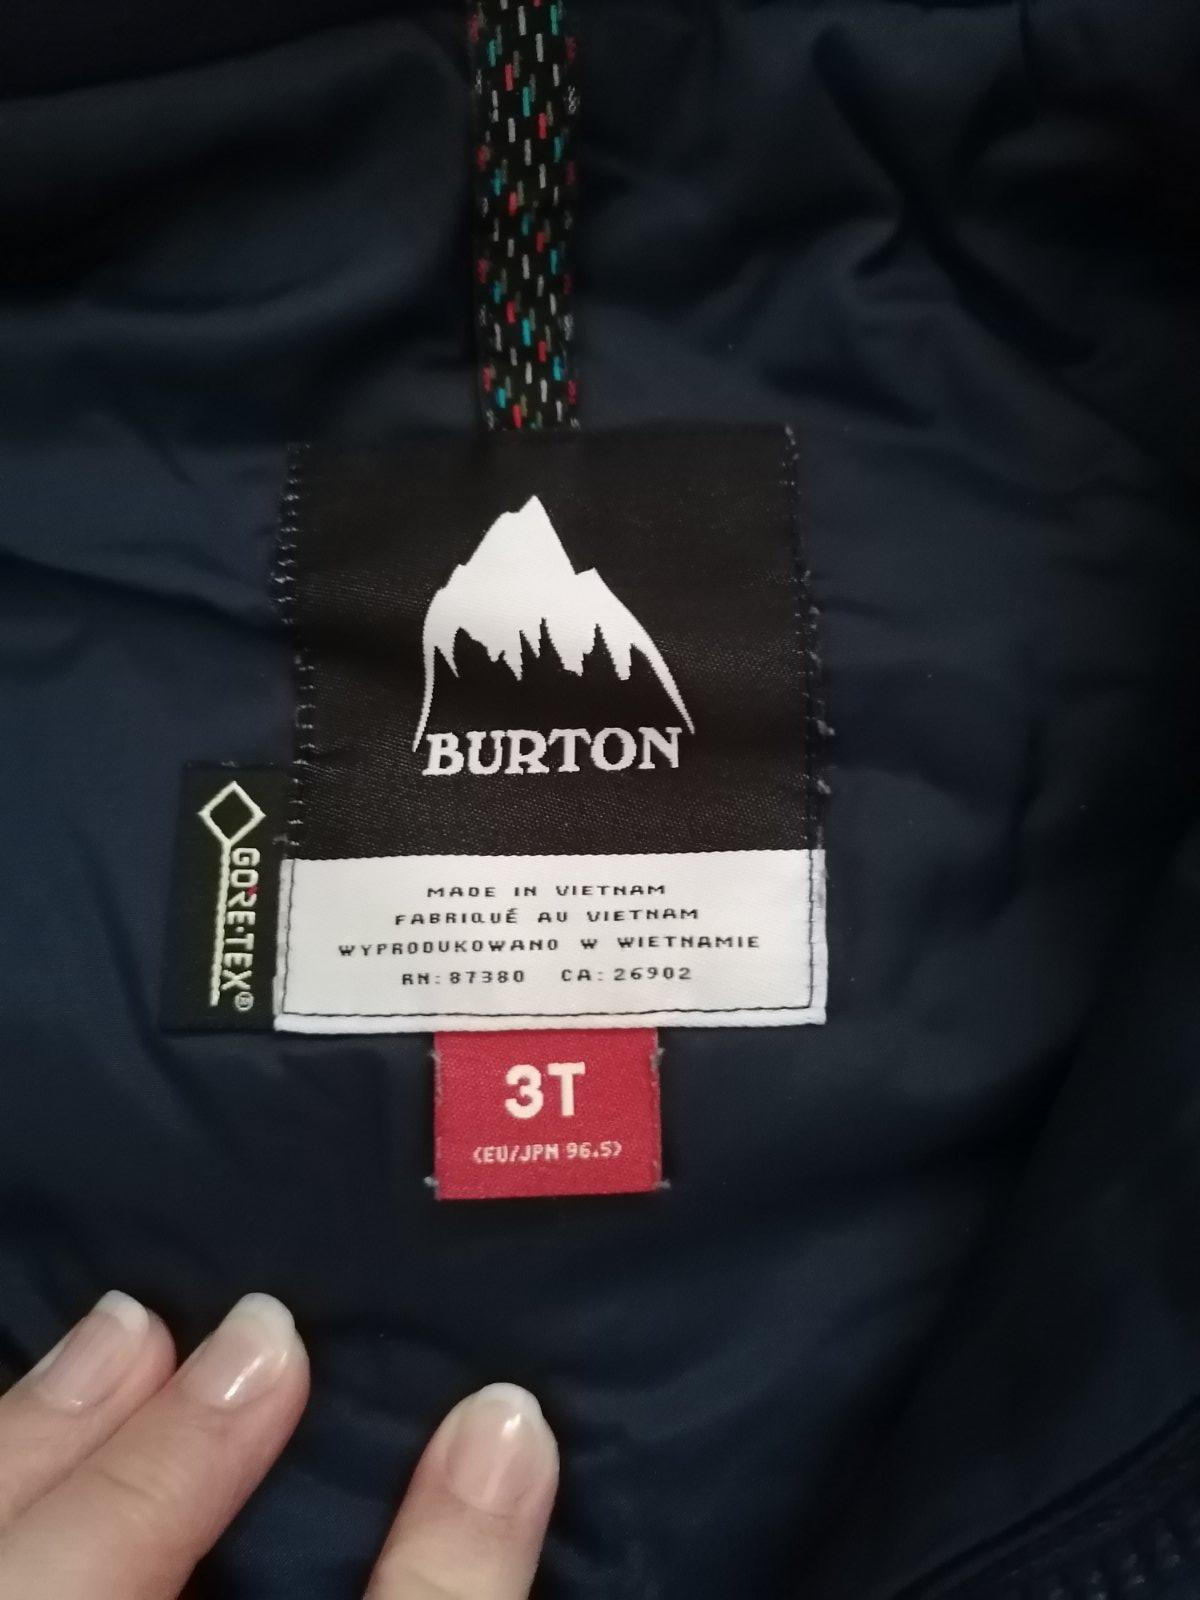 BURTON
GORE-TEX®
MADE IN VIETNAM
FABRIQUÉ AU VIETNAM
WYPRODUKOWANO W WIETNAMIE
RN: 87380 CA: 26902
3T
(EU/JPN 96.5)